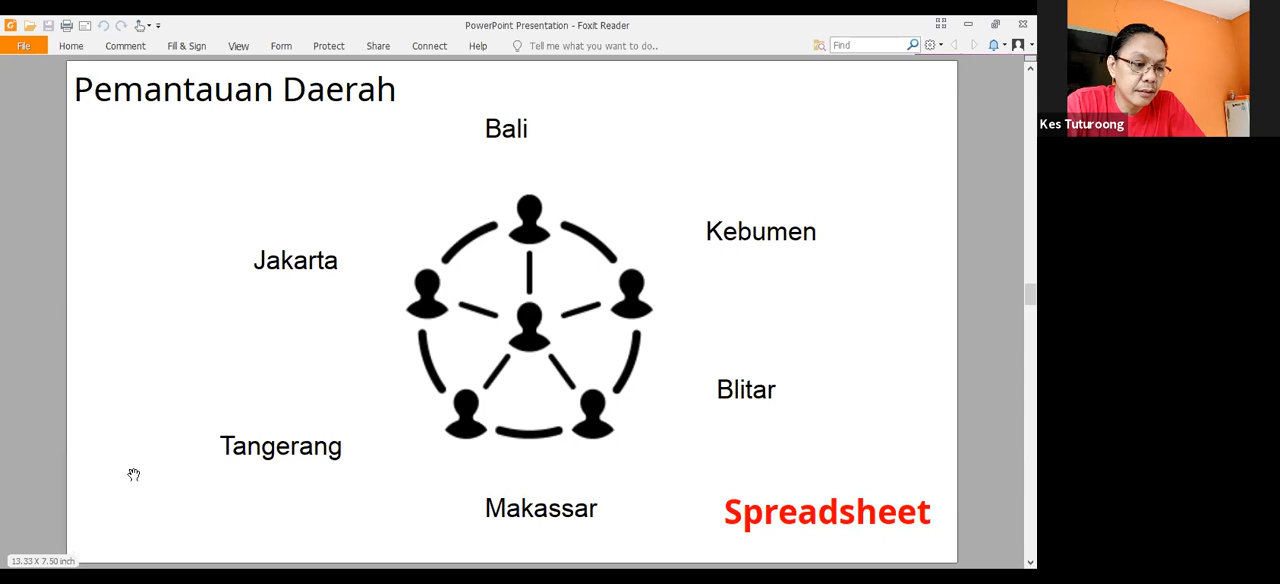 PowerPoint Presentation - Foxit Reader
File Home Comment Fill & Sign View Form Protect Share Connect Help Tell me what you want to do.. Find
Pemantauan Daerah
Bali
Kebumen
Jakarta
Blitar
Tangerang
Makassar
Spreadsheet
13.33 X 7.50 inch
Kes Tuturoong